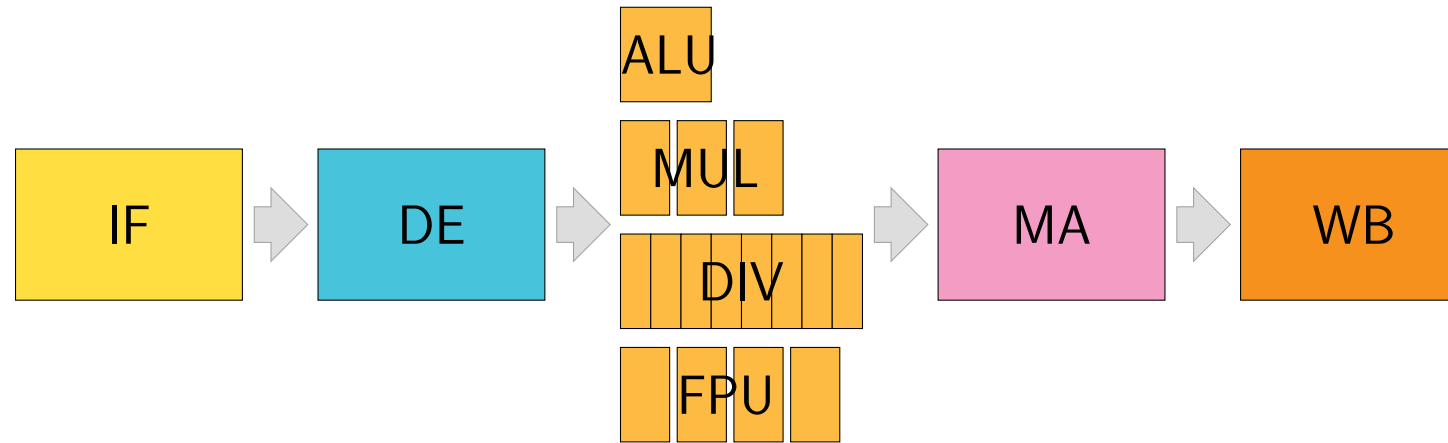 IF
DE
ALU
MUL
DIV
FPU
MA
WB